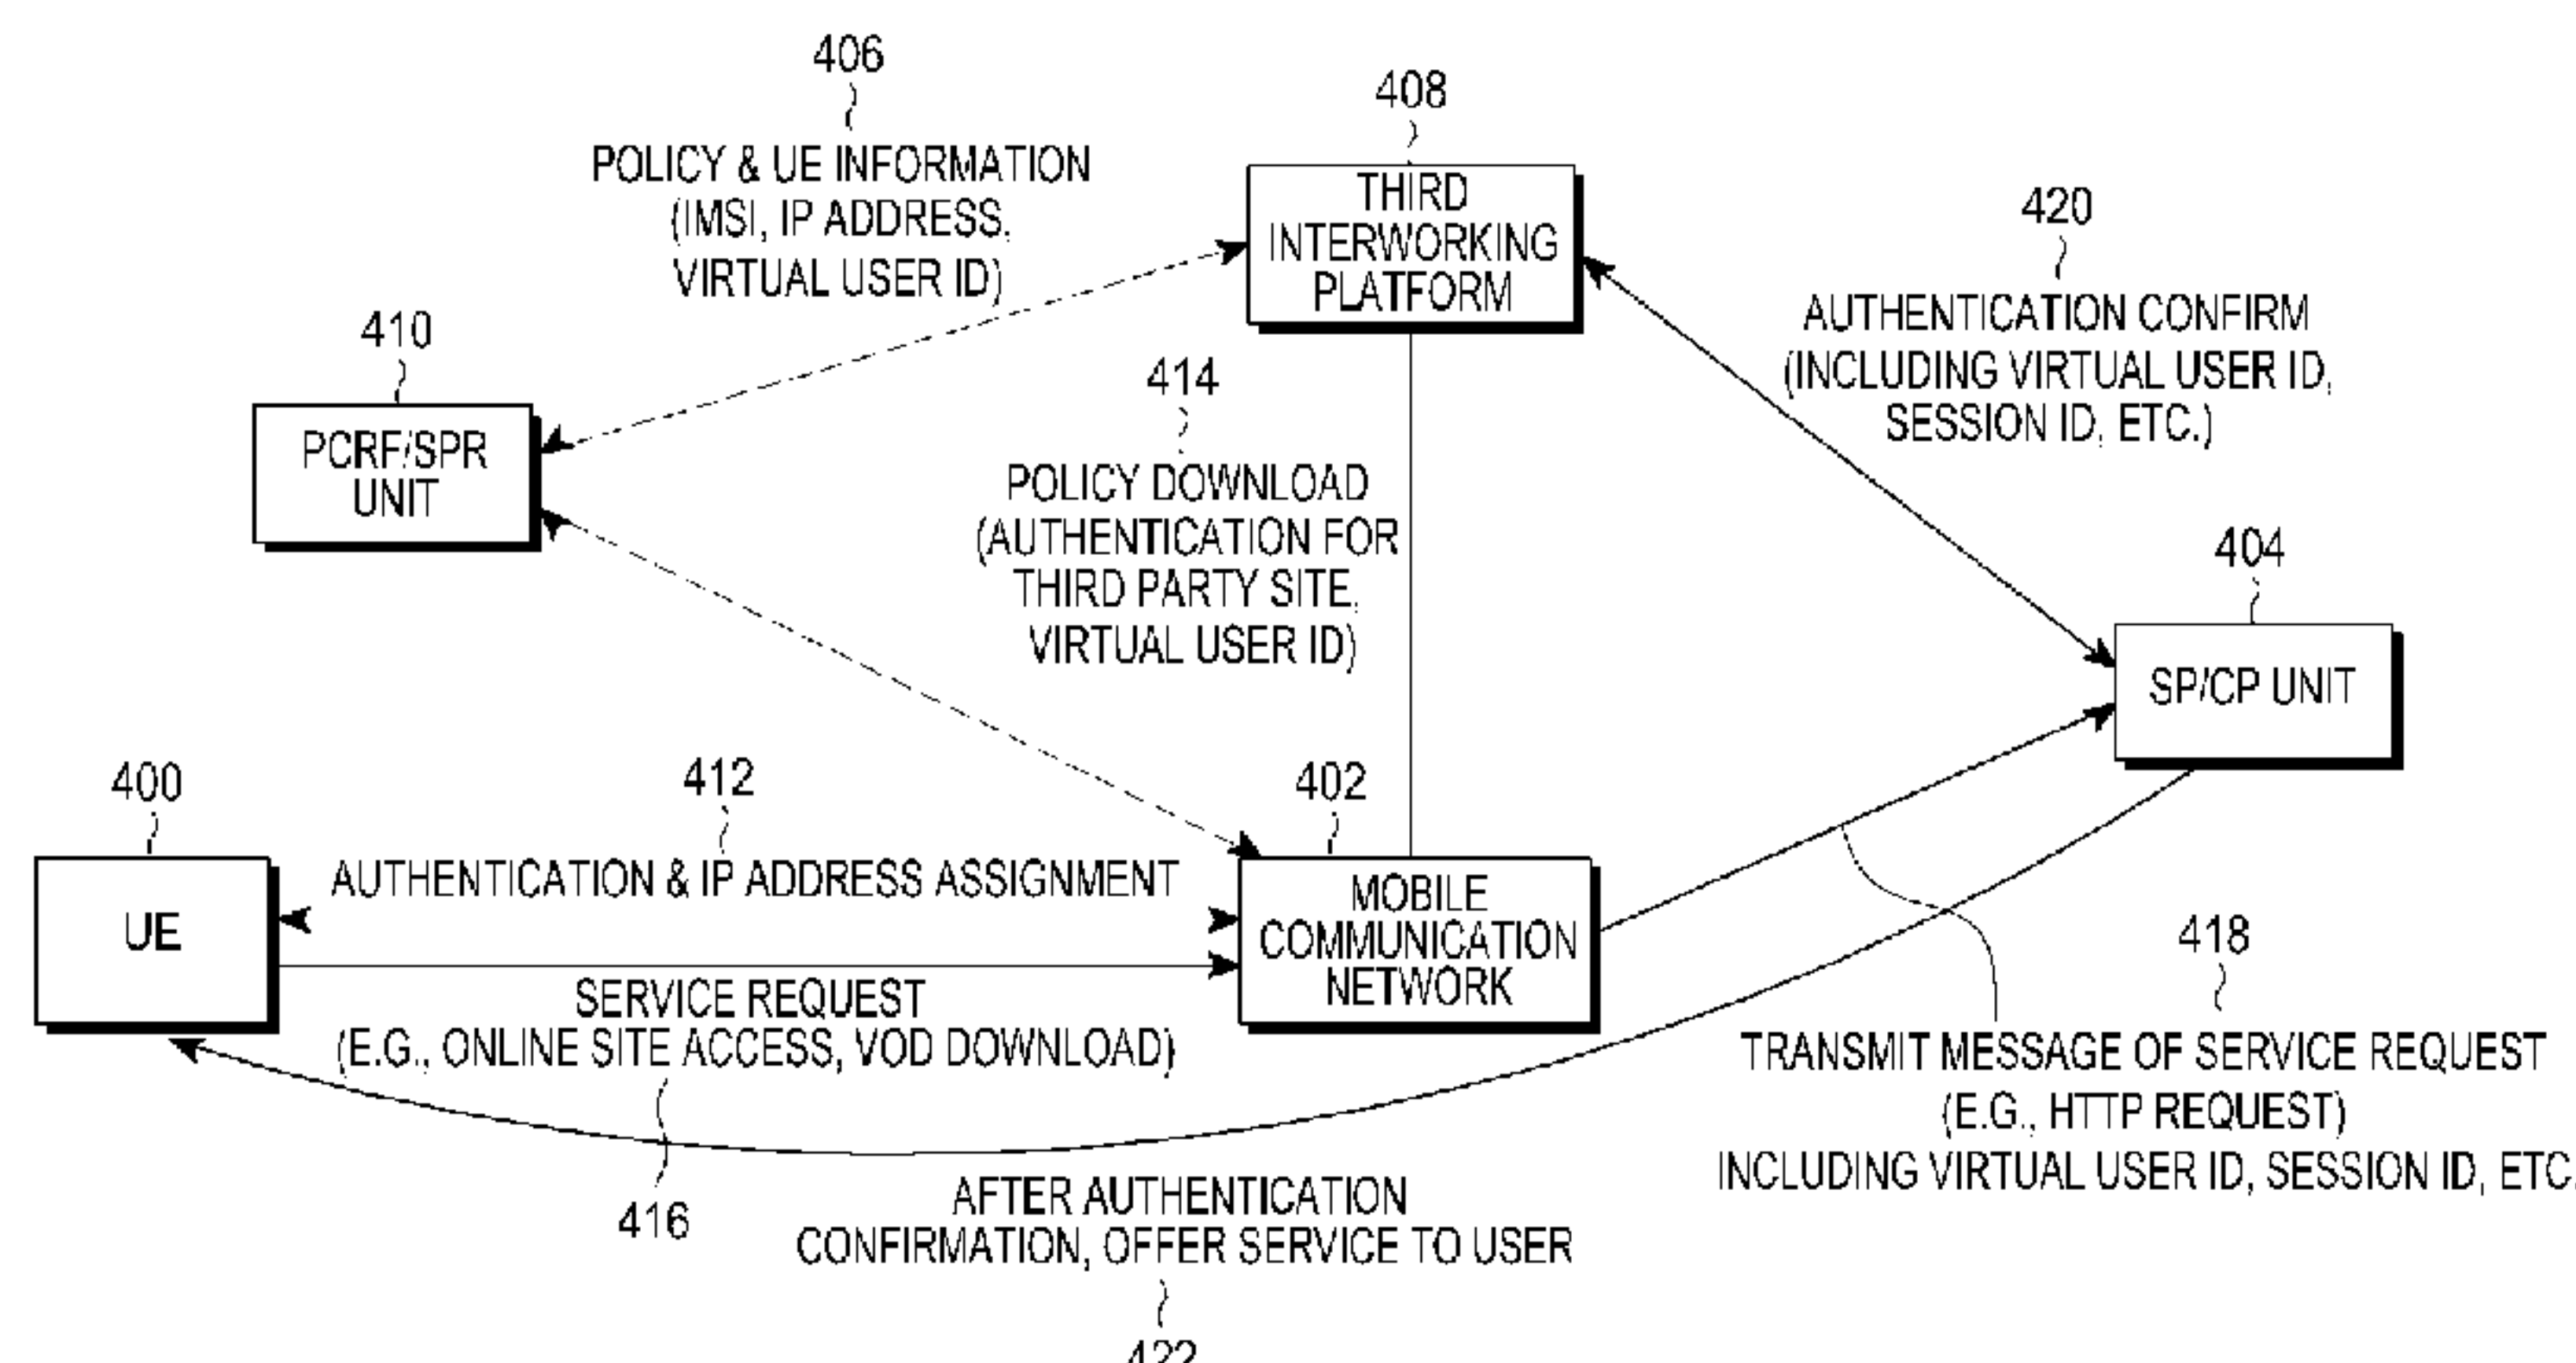 406
POLICY & UE INFORMATION
(IMSI, IP ADDRESS,
VIRTUAL USER ID)
408
THIRD
INTERWORKING
PLATFORM
420
AUTHENTICATION CONFIRM
(INCLUDING VIRTUAL USER ID,
SESSION ID, ETC.)
410
PCRF/SPR
UNIT
414
POLICY DOWNLOAD
(AUTHENTICATION FOR
THIRD PARTY SITE,
VIRTUAL USER ID)
404
SP/CP UNIT
400
UE
412
AUTHENTICATION & IP ADDRESS ASSIGNMENT
402
MOBILE
COMMUNICATION
NETWORK
SERVICE REQUEST
(E.G., ONLINE SITE ACCESS, VOD DOWNLOAD)
416
418
TRANSMIT MESSAGE OF SERVICE REQUEST
(E.G., HTTP REQUEST)
INCLUDING VIRTUAL USER ID, SESSION ID, ETC.
AFTER AUTHENTICATION
CONFIRMATION, OFFER SERVICE TO USER
422